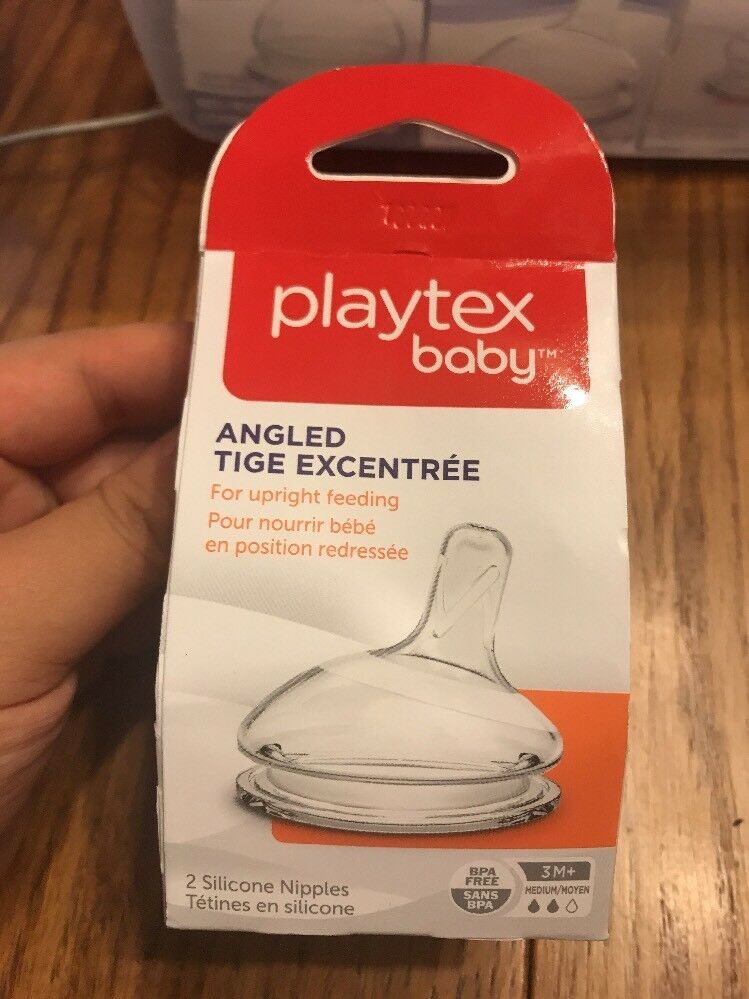 playtex
baby™
ANGLED
TIGE EXCENTRÉE
For upright feeding
Pour nourrir bébé
en position redressée
2 Silicone Nipples
Tétines en silicone
BPA
FREE
SANS
BPA
3M+
MEDIUM/MOYEN